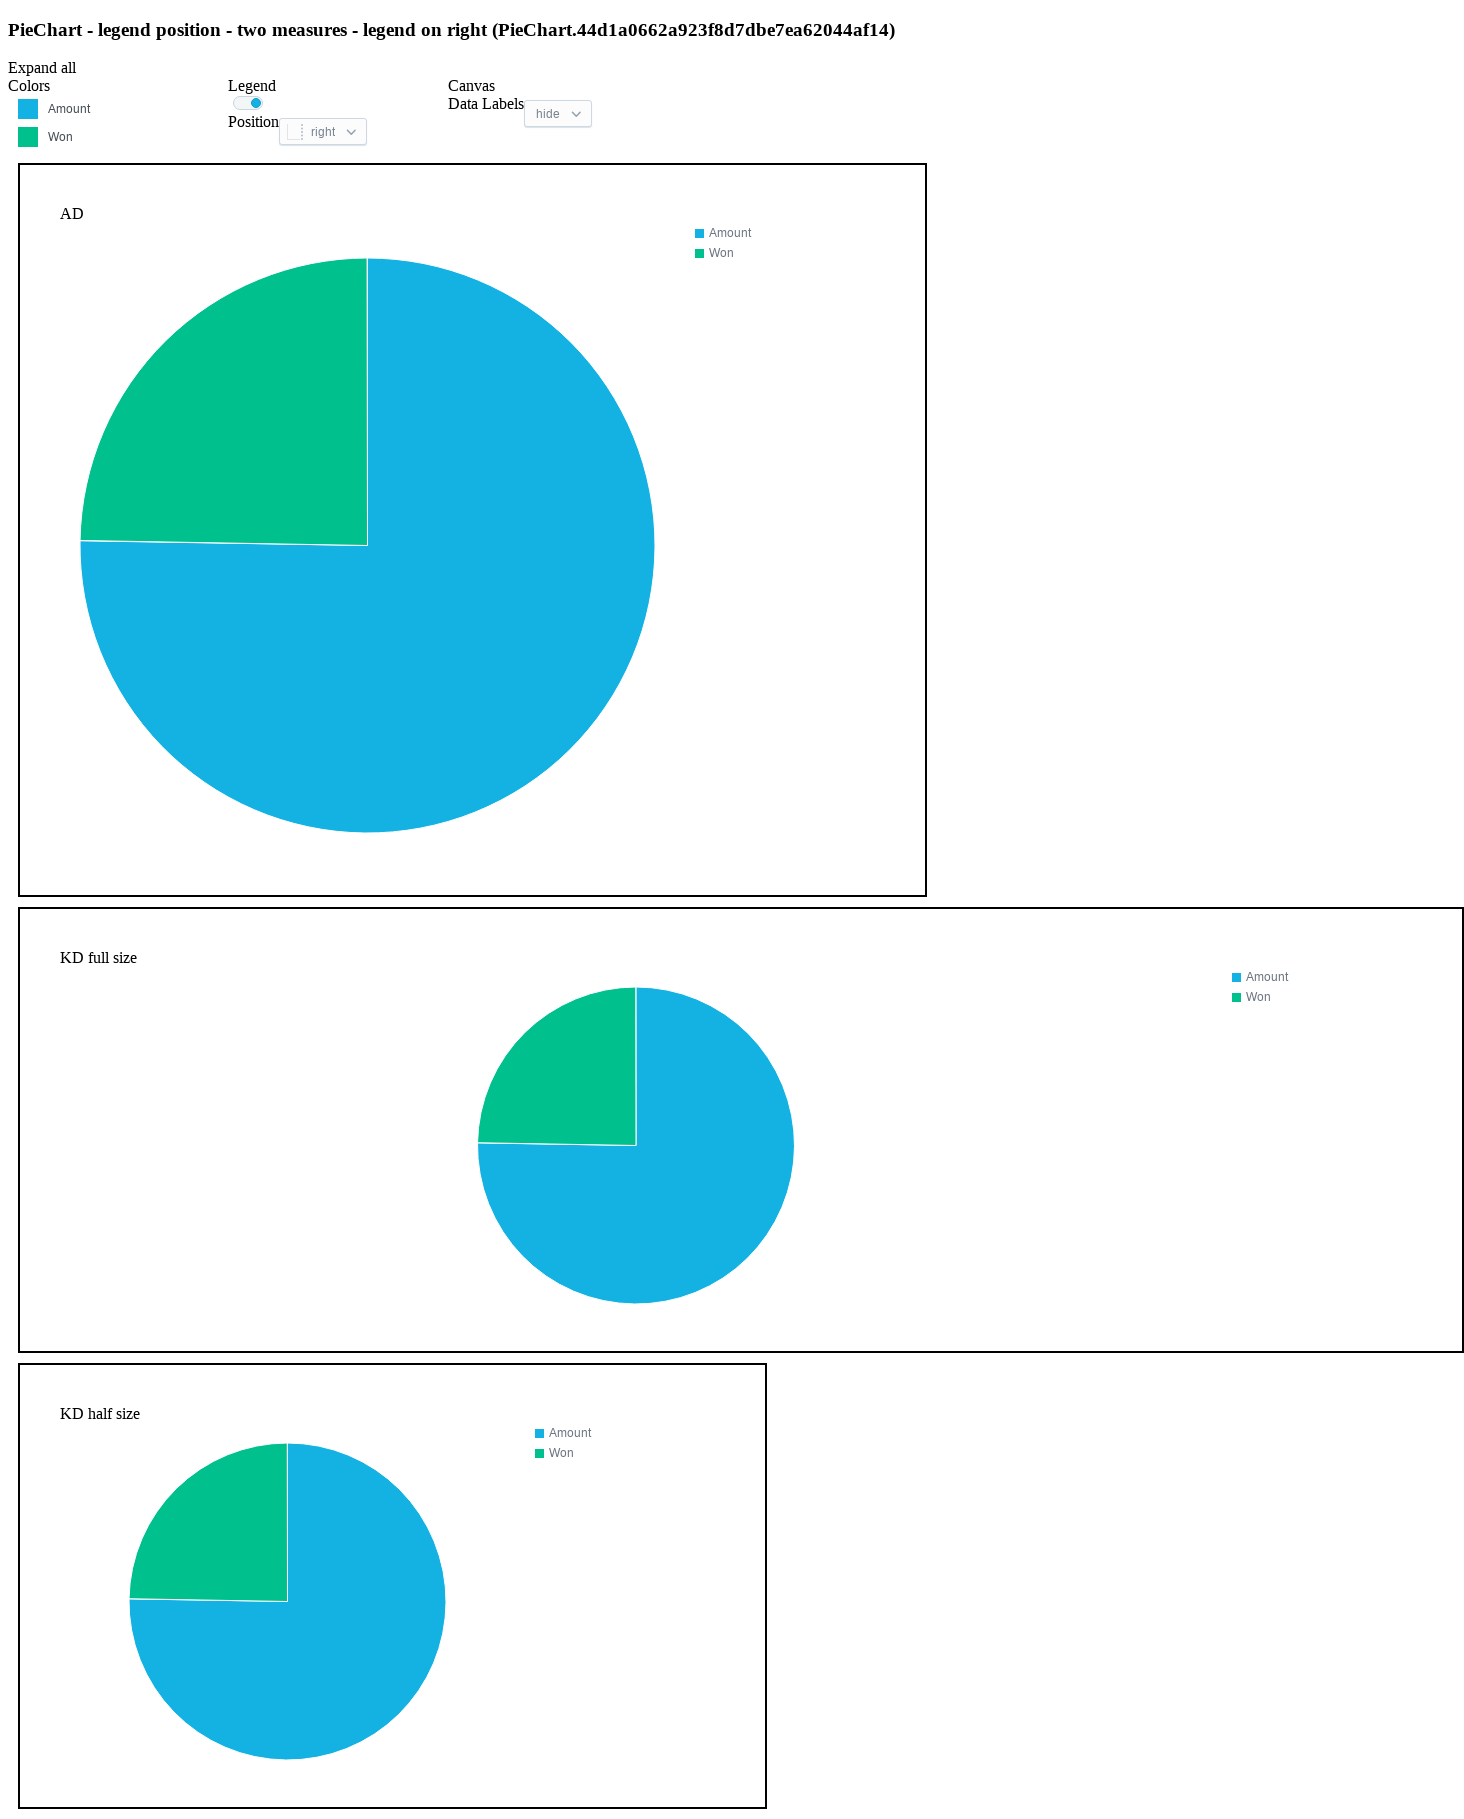 PieChart - legend position - two measures - legend on right (PieChart.44d1a0662a923f8d7dbe7ea62044af14)
Expand all
Colors
Amount
Won
Legend
Position
right
Canvas
Data Labels
hide
AD
Amount
Won
KD full size
Amount
Won
KD half size
Amount
Won